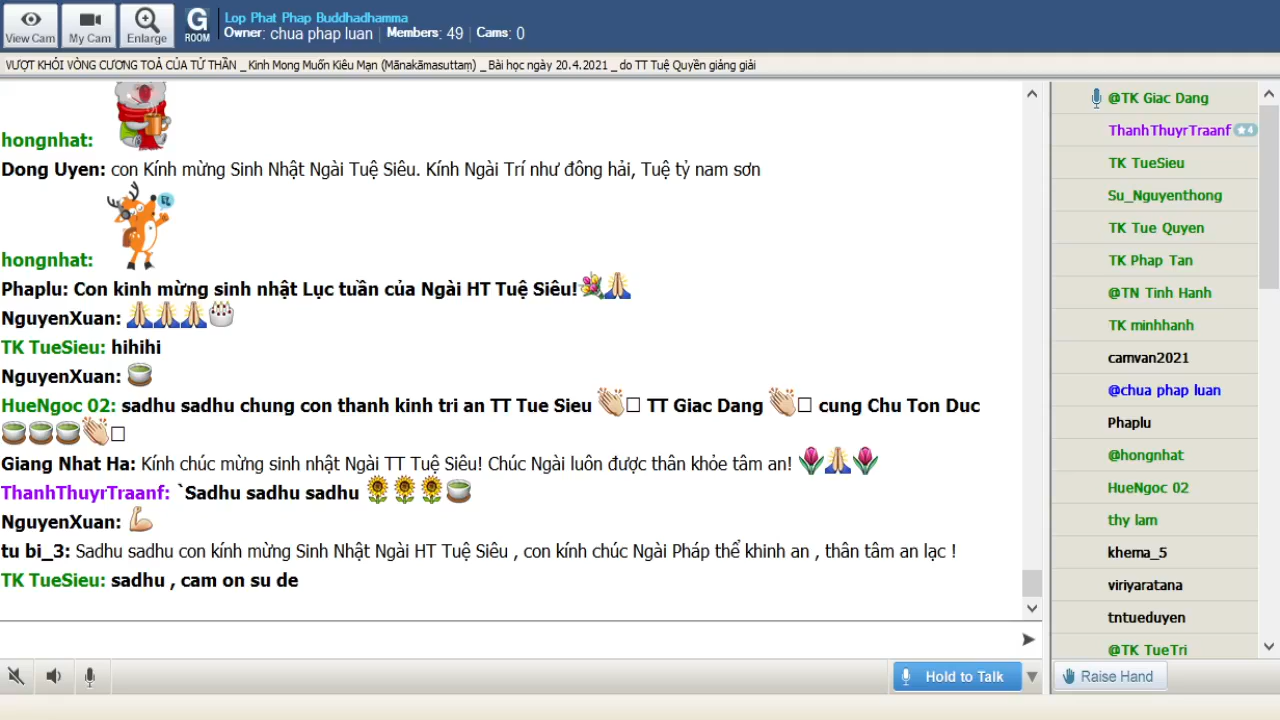 View Cam
My Cam
Enlarge
G
ROOM
Lop Phat Phap Buddhadhamma
Owner: chua phap luan Members: 49 Cams: 0
VƯỢT KHỎI VÒNG CƯƠNG TOẢ CỦA TỬ THẦN _ Kinh Mong Muốn Kiêu Mạn (Mānakāmasuttaṃ) _ Bài học ngày 20.4.2021 _ do TT Tuệ Quyền giảng giải
hongnhat:
Dong Uyen: con Kính mừng Sinh Nhật Ngài Tuệ Siêu. Kính Ngài Trí như đông hải, Tuệ tỷ nam sơn
hongnhat:
Phaplu: Con kinh mừng sinh nhật Lục tuần của Ngài HT Tuệ Siêu!
NguyenXuan:
TK TueSieu: hihihi
NguyenXuan:
HueNgoc 02: sadhu sadhu chung con thanh kinh tri an TT Tue Sieu TT Giac Dang cung Chu Ton Duc
Giang Nhat Ha: Kính chúc mừng sinh nhật Ngài TT Tuệ Siêu! Chúc Ngài luôn được thân khỏe tâm an!
ThanhThuyrTraanf: `Sadhu sadhu sadhu
NguyenXuan:
tu bi_3: Sadhu sadhu con kính mừng Sinh Nhật Ngài HT Tuệ Siêu , con kính chúc Ngài Pháp thể khinh an , thân tâm an lạc !
TK TueSieu: sadhu , cam on su de
Hold to Talk
@TK Giac Dang
ThanhThuyrTraanf ★4
TK TueSieu
Su_Nguyenthong
TK Tue Quyen
TK Phap Tan
@TN Tinh Hanh
TK minhhanh
camvan2021
@chua phap luan
Phaplu
@hongnhat
HueNgoc 02
thy lam
khema_5
viriyaratana
tntueduyen
@TK TueTri
Raise Hand